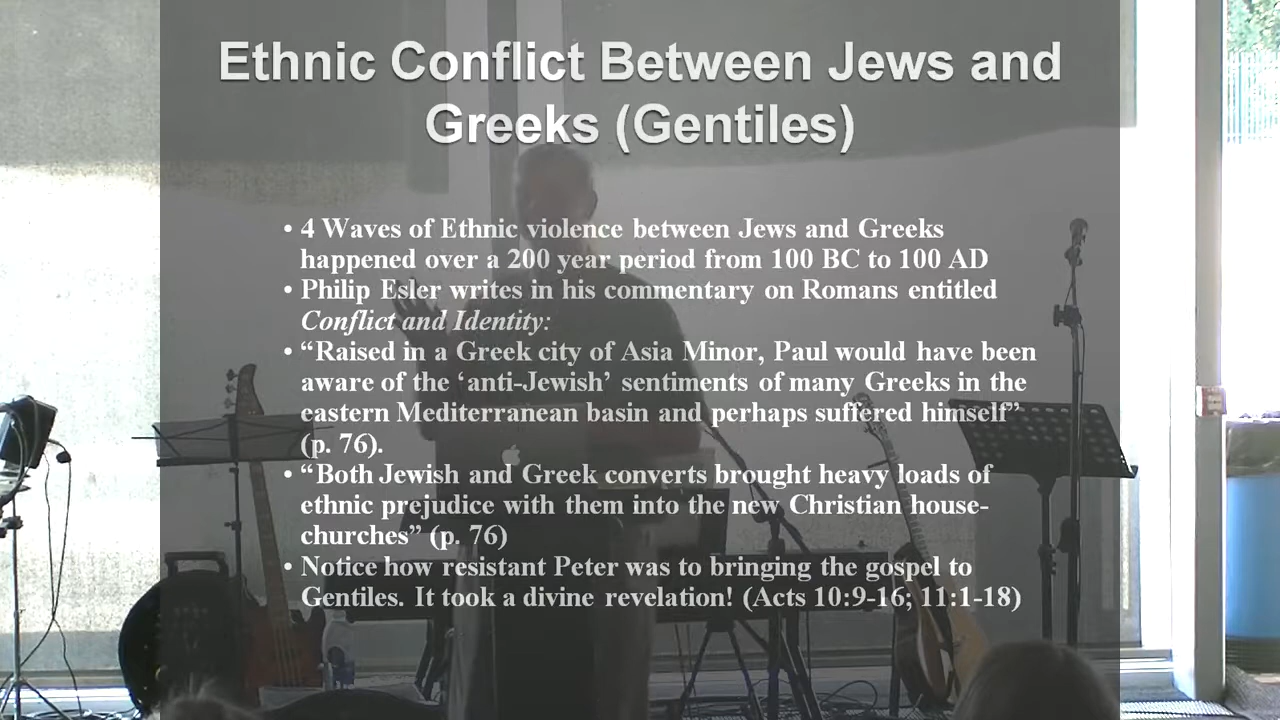 Ethnic Conflict Between Jews and
Greeks (Gentiles)
• 4 Waves of Ethnic violence between Jews and Greeks
happened over a 200 year period from 100 BC to 100 AD
• Philip Esler writes in his commentary on Romans entitled
Conflict and Identity:
• “Raised in a Greek city of Asia Minor, Paul would have been
aware of the ‘anti-Jewish’ sentiments of many Greeks in the
eastern Mediterranean basin and perhaps suffered himself”
(p. 76).
• “Both Jewish and Greek converts brought heavy loads of
ethnic prejudice with them into the new Christian house-
churches” (p. 76)
• Notice how resistant Peter was to bringing the gospel to
Gentiles. It took a divine revelation! (Acts 10:9-16; 11:1-18)